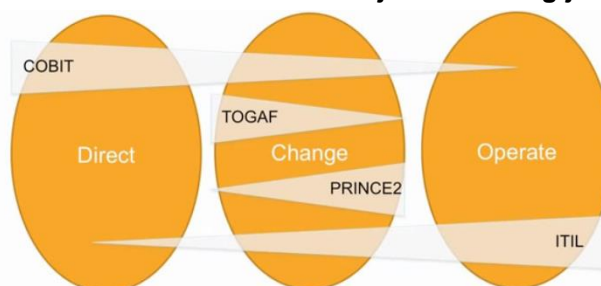 COBIT
TOGAF
Direct
Change
Operate
PRINCE2
ITIL